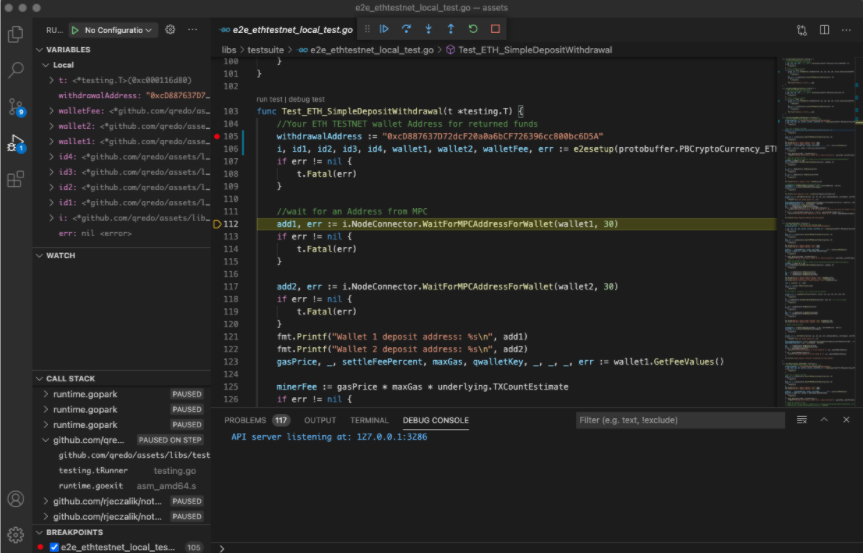 e2e_ethtestnet_local_test.go — assets
RU... No Configuratio
e2e_ethtestnet_local_test.go
libs > testsuite > e2e_ethtestnet_local_test.go > Test_ETH_SimpleDepositWithdrawal
VARIABLES
Local
t: <*testing.T>(0xc000116d80)
withdrawalAddress: "0xcD887637D7...
walletFee: <*github.com/qredo/as...
wallet2: <*github.com/qredo/asse...
wallet1: <*github.com/qredo/asse...
id4: <*github.com/qredo/assets/l...
id3: <*github.com/qredo/assets/l...
id2: <*github.com/qredo/assets/l...
id1: <*github.com/qredo/assets/l...
i: <*github.com/qredo/assets/lib...
err: nil <error>
WATCH
CALL STACK
runtime.gopark PAUSED
runtime.gopark PAUSED
runtime.gopark PAUSED
github.com/qre... PAUSED ON STEP
github.com/qredo/assets/libs/test
testing.tRunner testing.go
runtime.goexit asm_amd64.s
github.com/rjeczalik/not... PAUSED
github.com/rjeczalik/not... PAUSED
BREAKPOINTS
e2e_ethtestnet_local_tes... 105
9
1
100 }
101 }
102
run test | debug test
103 func Test_ETH_SimpleDepositWithdrawal(t *testing.T) {
104 //Your ETH TESTNET wallet Address for returned funds
105 withdrawalAddress := "0xcD887637D72dcF20a0a6bCF726396cc800bc6D5A"
106 i, id1, id2, id3, id4, wallet1, wallet2, walletFee, err := e2esetup(protobuffer.PBCryptoCurrency_ETH
107 if err != nil {
108 t.Fatal(err)
109 }
110
111 //wait for an Address from MPC
112 add1, err := i.NodeConnector.WaitForMPCAddressForWallet(wallet1, 30)
113 if err != nil {
114 t.Fatal(err)
115 }
116
117 add2, err := i.NodeConnector.WaitForMPCAddressForWallet(wallet2, 30)
118 if err != nil {
119 t.Fatal(err)
120 }
121 fmt.Printf("Wallet 1 deposit address: %s\n", add1)
122 fmt.Printf("Wallet 2 deposit address: %s\n", add2)
123 gasPrice, _, settleFeePercent, maxGas, qwalletKey, _, _, _, err := wallet1.GetFeeValues()
124
125 minerFee := gasPrice * maxGas * underlying.TXCountEstimate
126 if err != nil {
PROBLEMS 117 OUTPUT TERMINAL DEBUG CONSOLE Filter (e.g. text, !exclude)
API server listening at: 127.0.0.1:3286